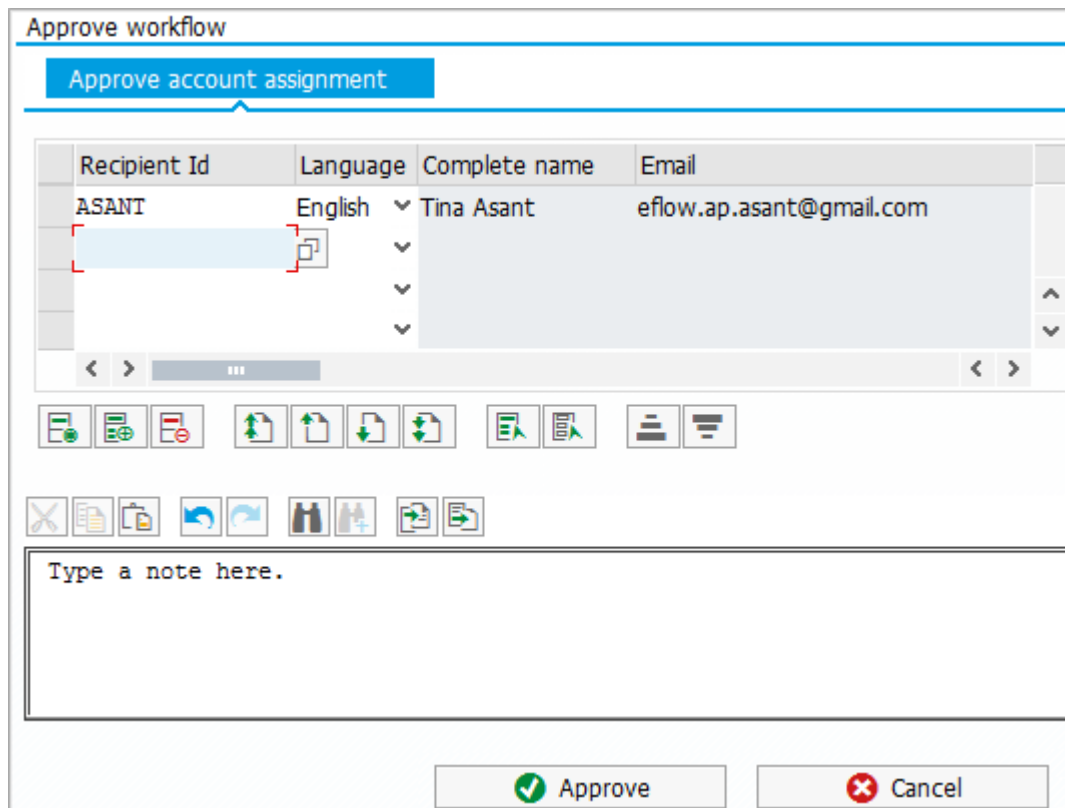 Approve workflow
Approve account assignment
Recipient Id Language Complete name Email
ASANT English Tina Asant eflow.ap.asant@gmail.com
Type a note here.
Approve Cancel